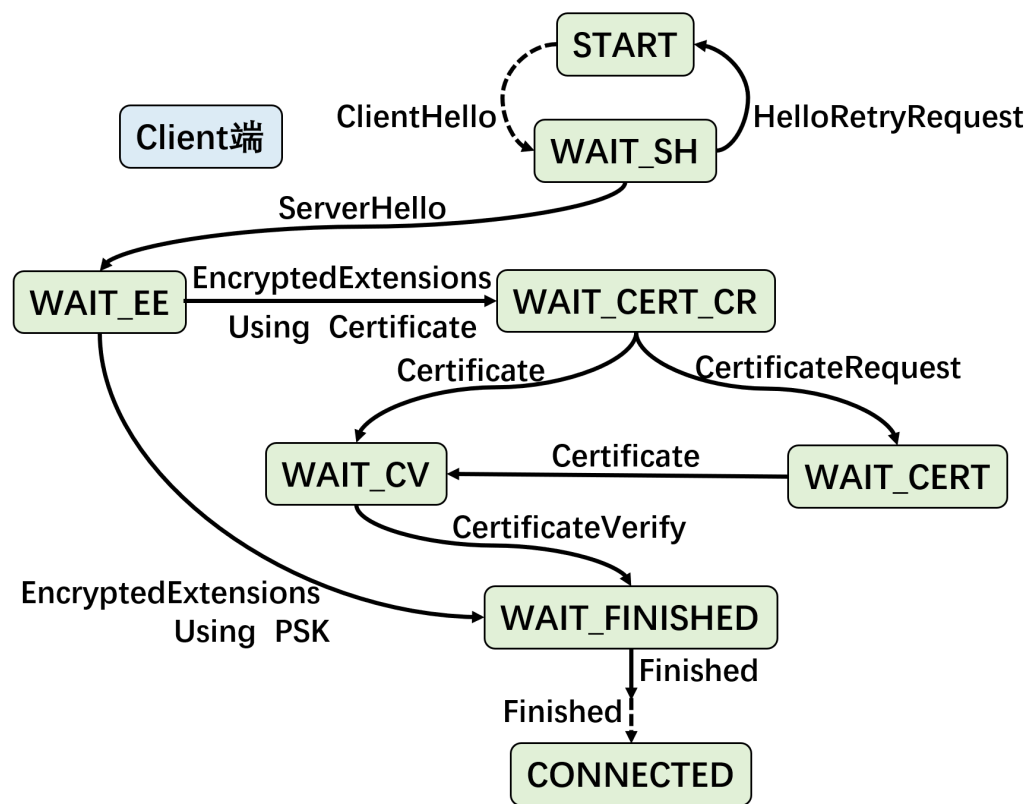 START
ClientHello
HelloRetryRequest
Client端
WAIT_SH
ServerHello
EncryptedExtensions
WAIT_EE
WAIT_CERT_CR
Using Certificate
Certificate
CertificateRequest
WAIT_CV
Certificate
WAIT_CERT
CertificateVerify
EncryptedExtensions
Using PSK
WAIT_FINISHED
Finished
Finished
CONNECTED